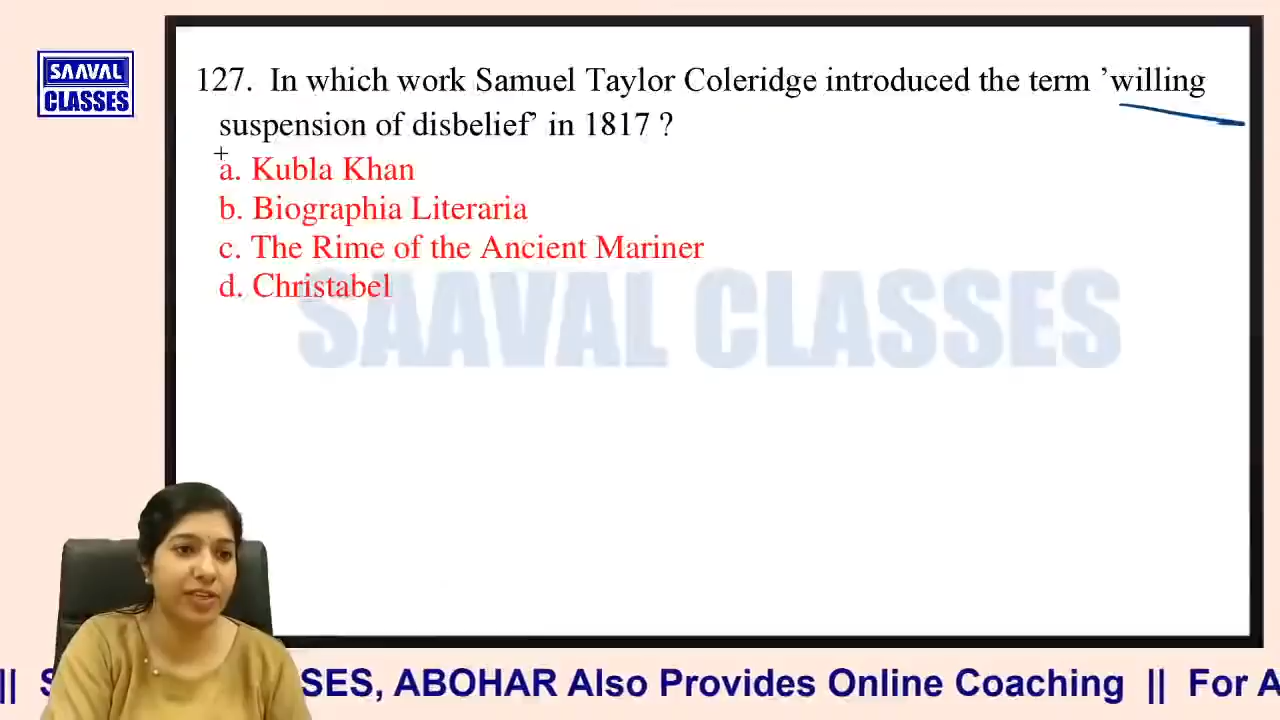 SAAVAL
CLASSES
127. In which work Samuel Taylor Coleridge introduced the term ’willing
suspension of disbelief’ in 1817 ?
a. Kubla Khan
b. Biographia Literaria
c. The Rime of the Ancient Mariner
d. Christabel
SAAVAL CLASSES
|| S SES, ABOHAR Also Provides Online Coaching || For A